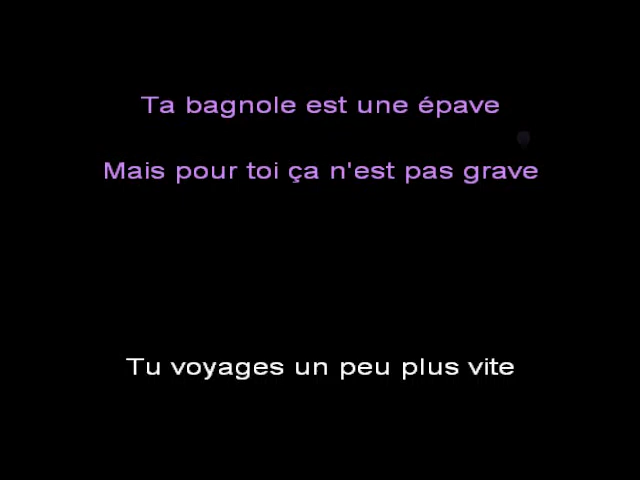 Ta bagnole est une épave
Mais pour toi ça n'est pas grave
Tu voyages un peu plus vite